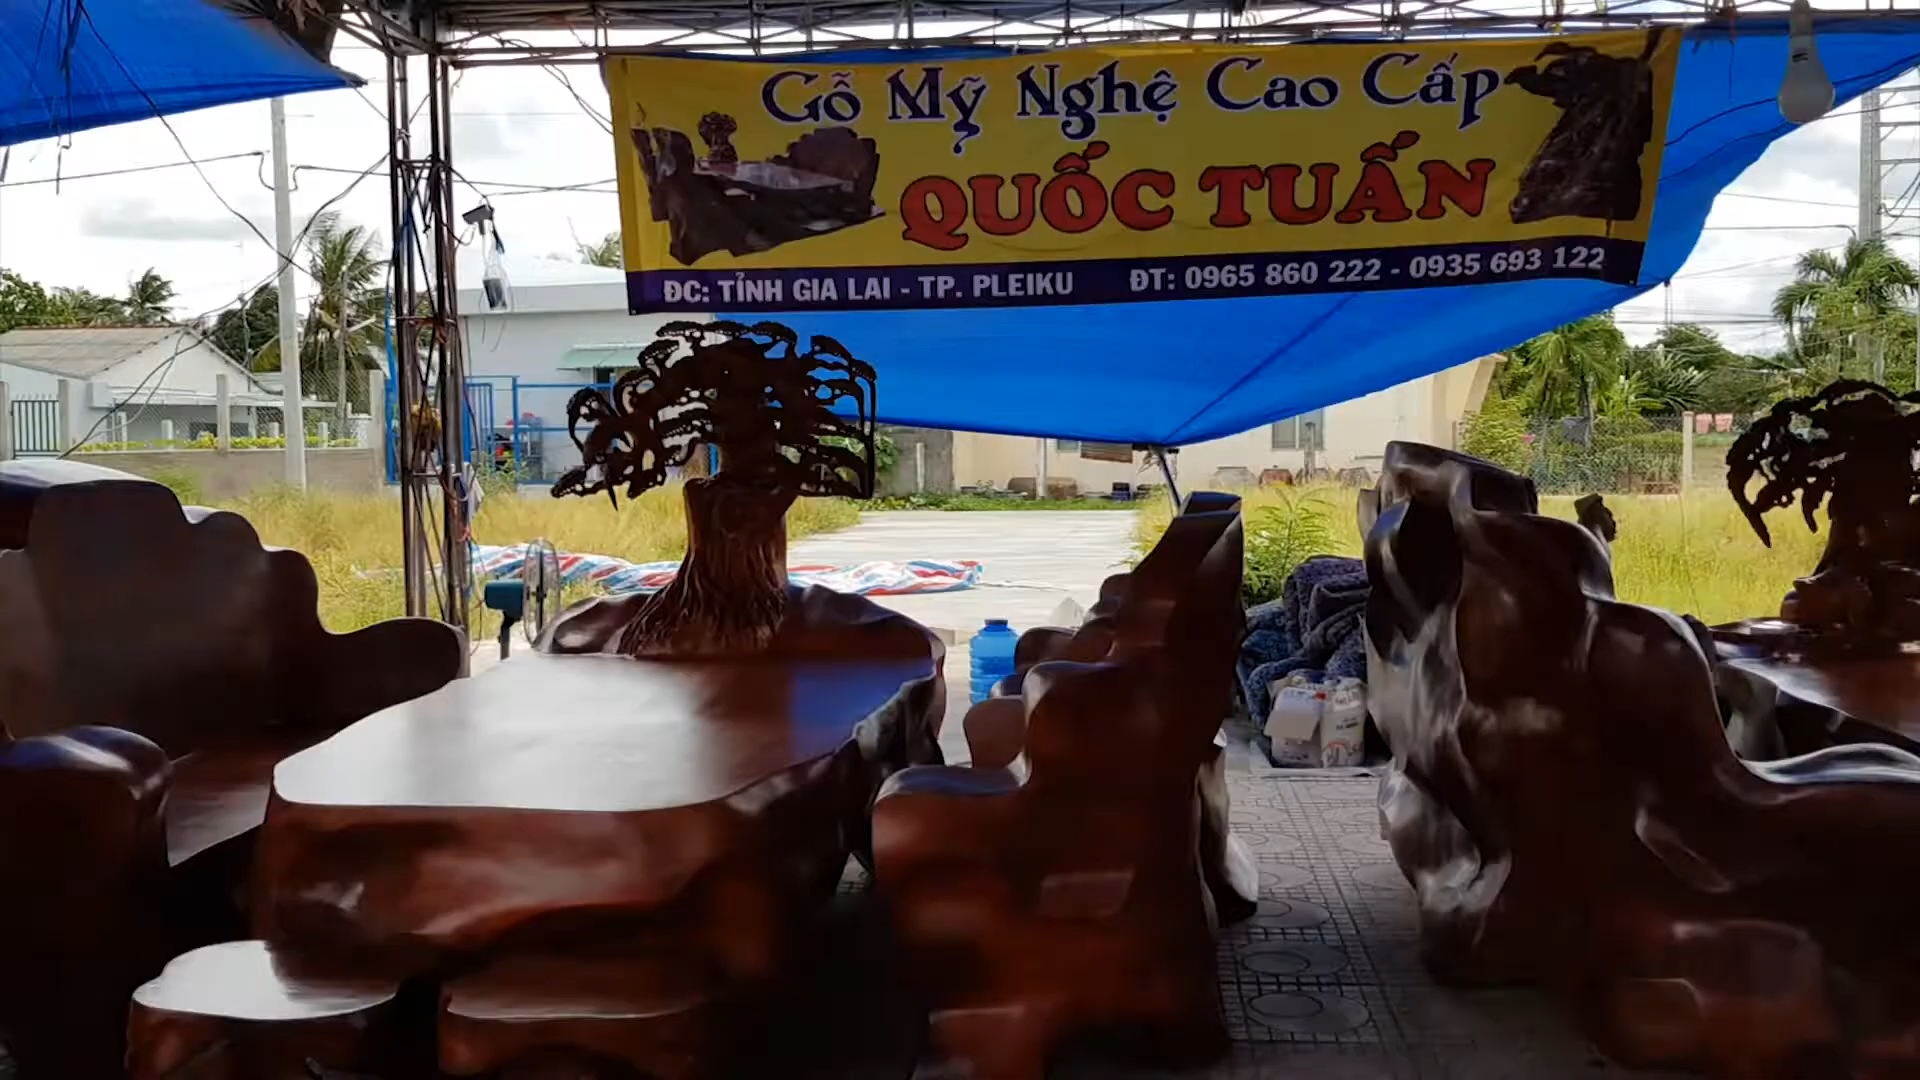 Gỗ Mỹ Nghệ Cao Cấp
QUỐC TUẤN
ĐC: TỈNH GIA LAI - TP. PLEIKU ĐT: 0965 860 222 - 0935 693 122